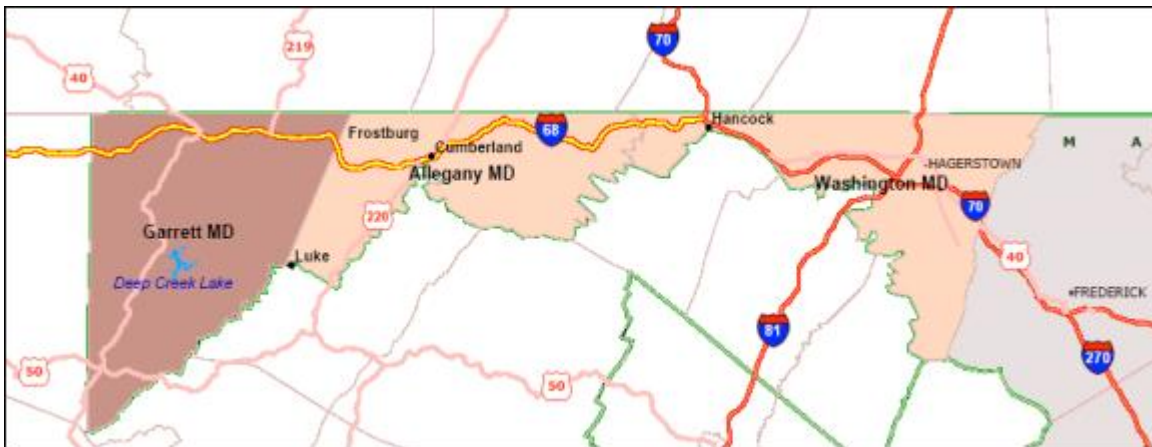 70
219
40
Hancock
Frostburg
68
Cumberland
M A
HAGERSTOWN
Allegany MD
Washington MD
70
220
Garrett MD
Luke
40
Deep Creek Lake
FREDERICK
81
270
50
50